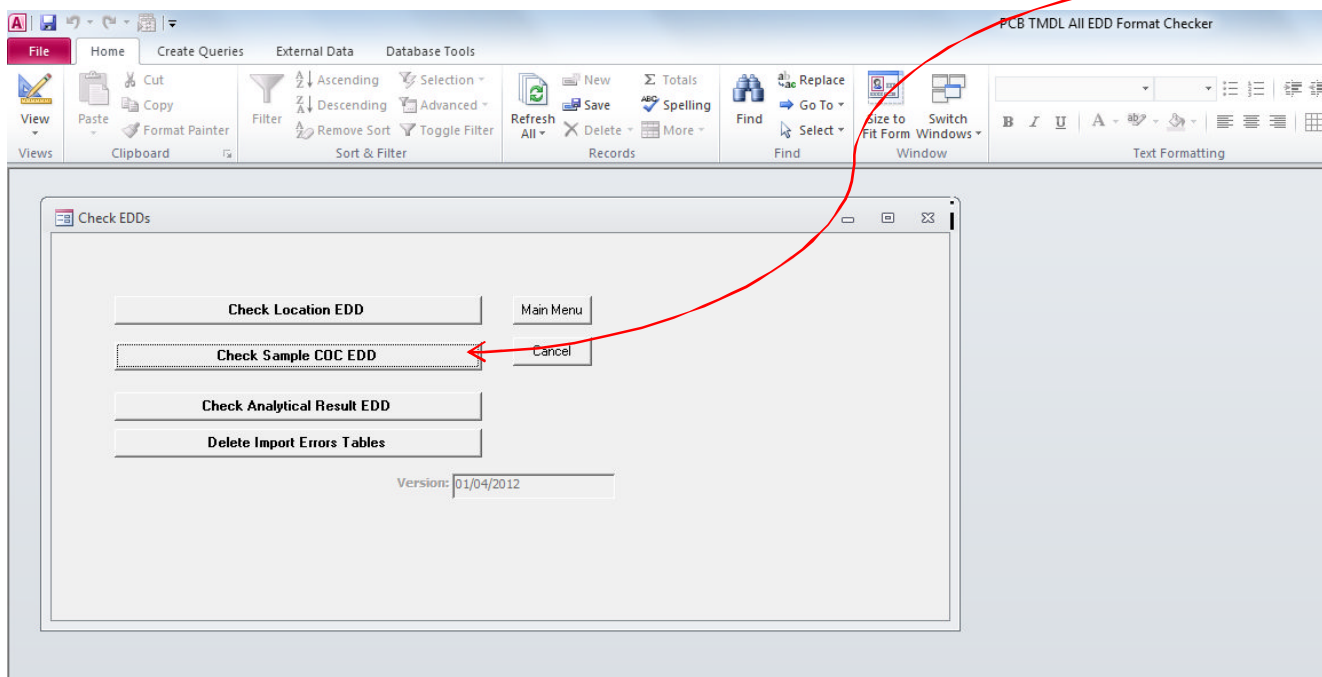 A PCB TMDL All EDD Format Checker
File Home Create Queries External Data Database Tools
View
Paste
Cut
Copy
Format Painter
Filter
Ascending
Descending
Remove Sort
Selection
Advanced
Toggle Filter
Refresh
All
New
Save
Delete
Σ Totals
Spelling
More
Find
Replace
Go To
Select
Size to
Fit Form
Switch
Windows
B I U A
Views Clipboard Sort & Filter Records Find Window Text Formatting
Check EDDs
Check Location EDD Main Menu
Check Sample COC EDD Cancel
Check Analytical Result EDD
Delete Import Errors Tables
Version: 01/04/2012